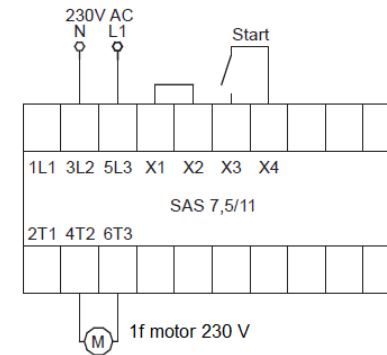 230V AC
N L1
Start
1L1 3L2 5L3 X1 X2 X3 X4
SAS 7,5/11
2T1 4T2 6T3
M
1f motor 230 V